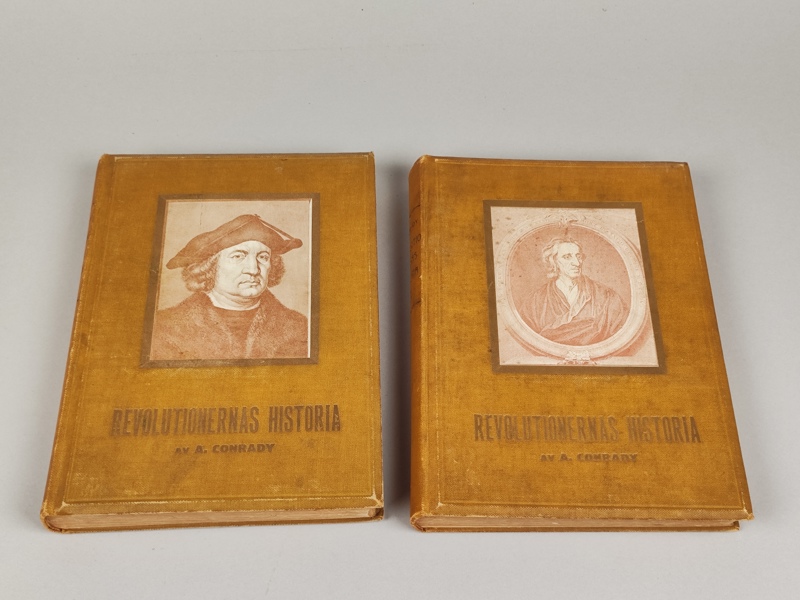 REVOLUTIONERNAS HISTORIA
AV A. CONRADY
REVOLUTIONERNAS HISTORIA
AV A. CONRADY